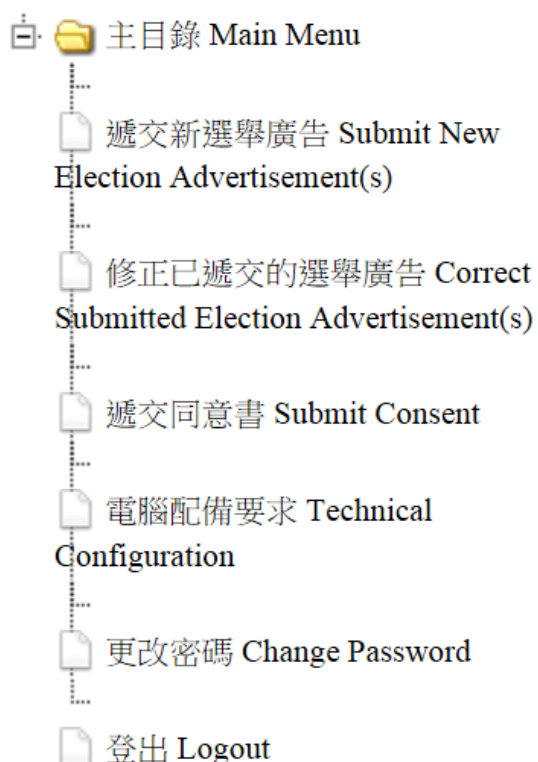 主目錄 Main Menu
遞交新選舉廣告 Submit New
Election Advertisement(s)
修正已遞交的選舉廣告 Correct
Submitted Election Advertisement(s)
遞交同意書 Submit Consent
電腦配備要求 Technical
Configuration
更改密碼 Change Password
登出 Logout